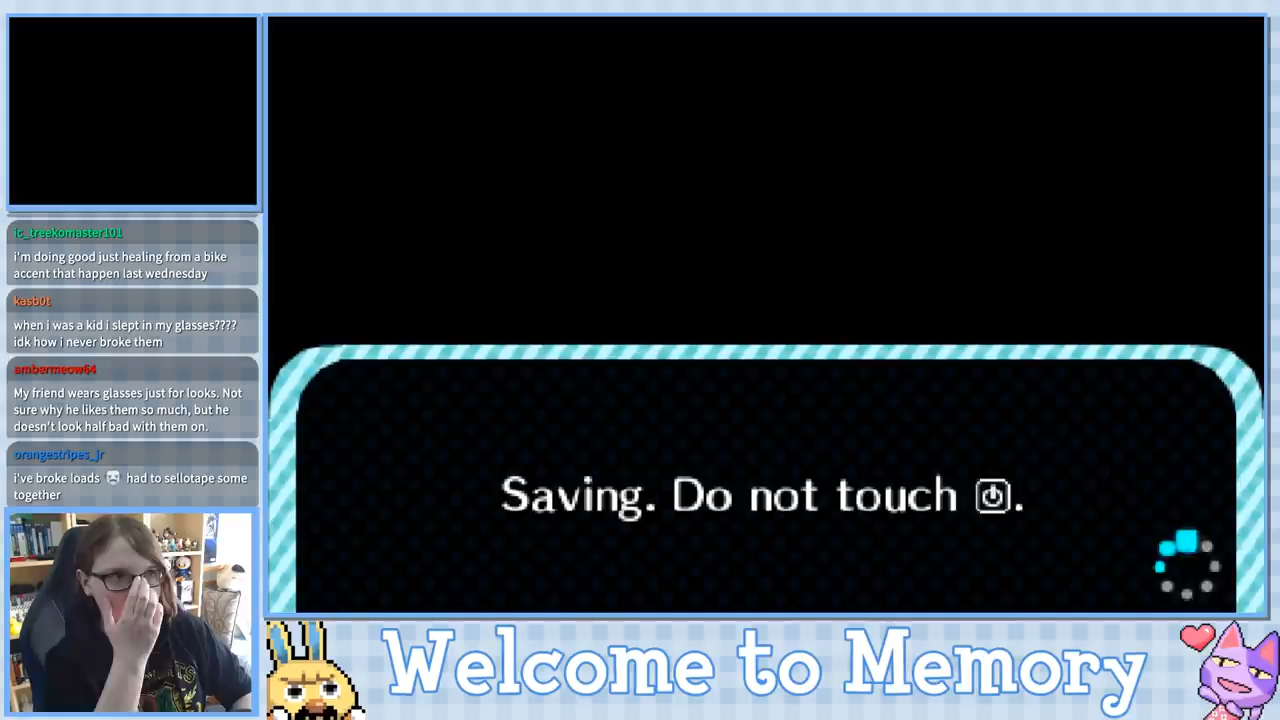 ic_treekomaster101
i'm doing good just healing from a bike
accent that happen last wednesday
kasb0t
when i was a kid i slept in my glasses????
idk how i never broke them
ambermeow64
My friend wears glasses just for looks. Not
sure why he likes them so much, but he
doesn't look half bad with them on.
orangestripes_jr
i've broke loads had to sellotape some
together
Saving. Do not touch .
Welcome to Memory